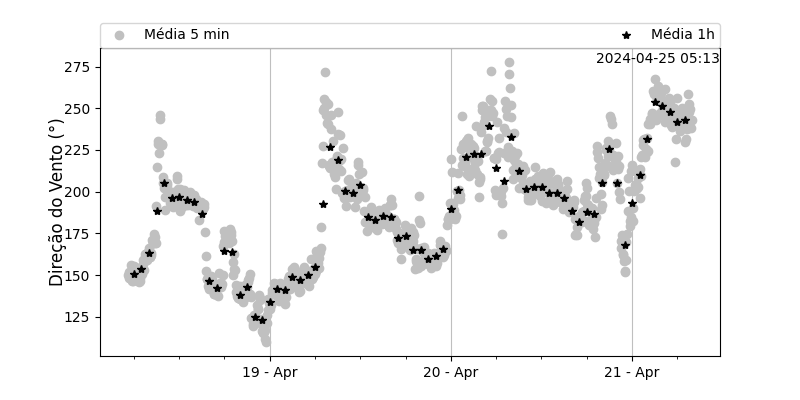 Média 5 min
Média 1h
2024-04-25 05:13
Direção do Vento (°)
275
250
225
200
175
150
125
19 - Apr
20 - Apr
21 - Apr